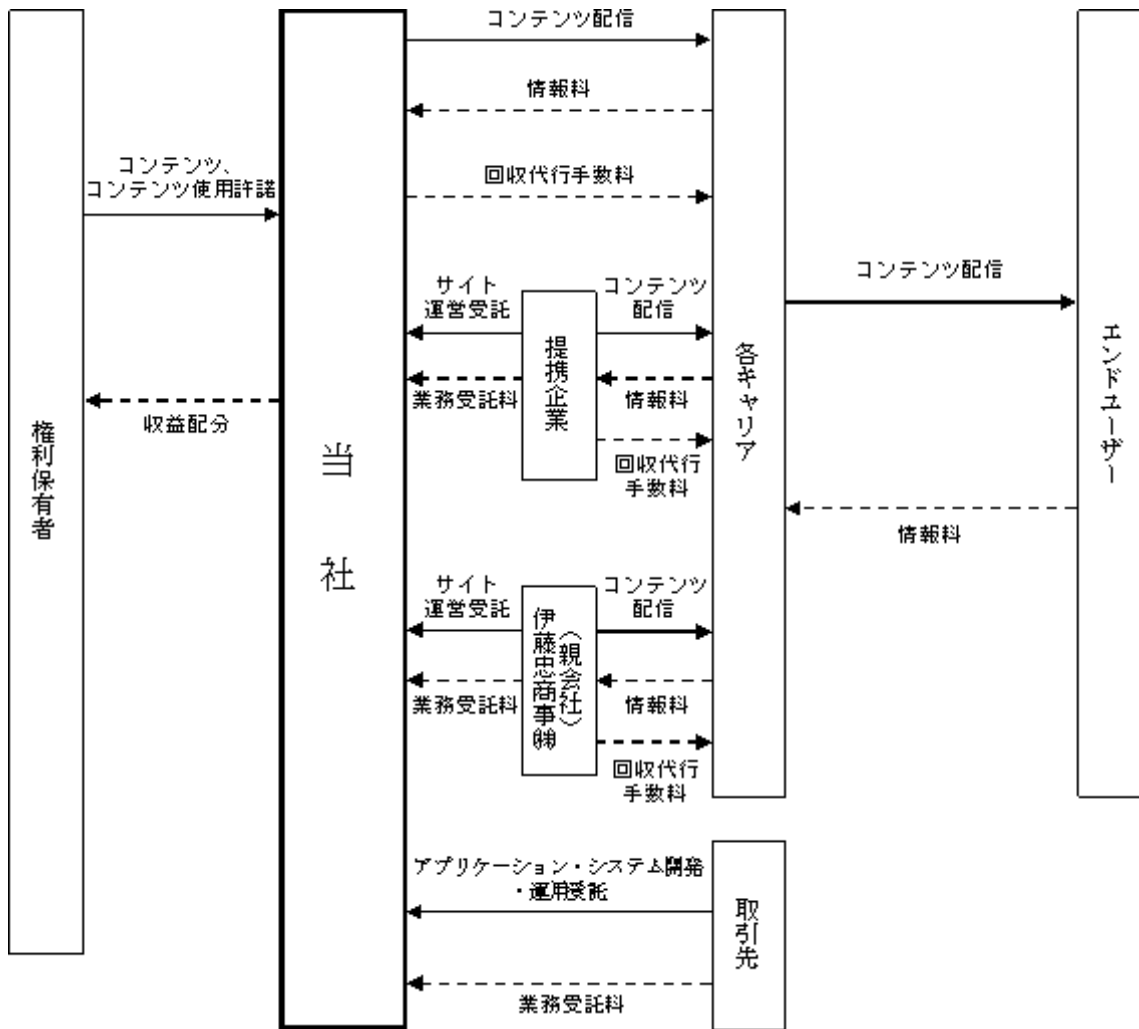 コンテンツ配信
情報料
コンテンツ、
コンテンツ使用許諾
回収代行手数料
コンテンツ配信
サイト
運営受託
コンテンツ
配信
提携企業
各キャリア
エンドユーザー
業務受託料
情報料
収益配分
権利保有者
当社
回収代行
手数料
情報料
サイト
運営受託
コンテンツ
配信
(親会社)
伊藤忠商事㈱
業務受託料
情報料
回収代行
手数料
アプリケーション・システム開発
・運用受託
取引先
業務受託料